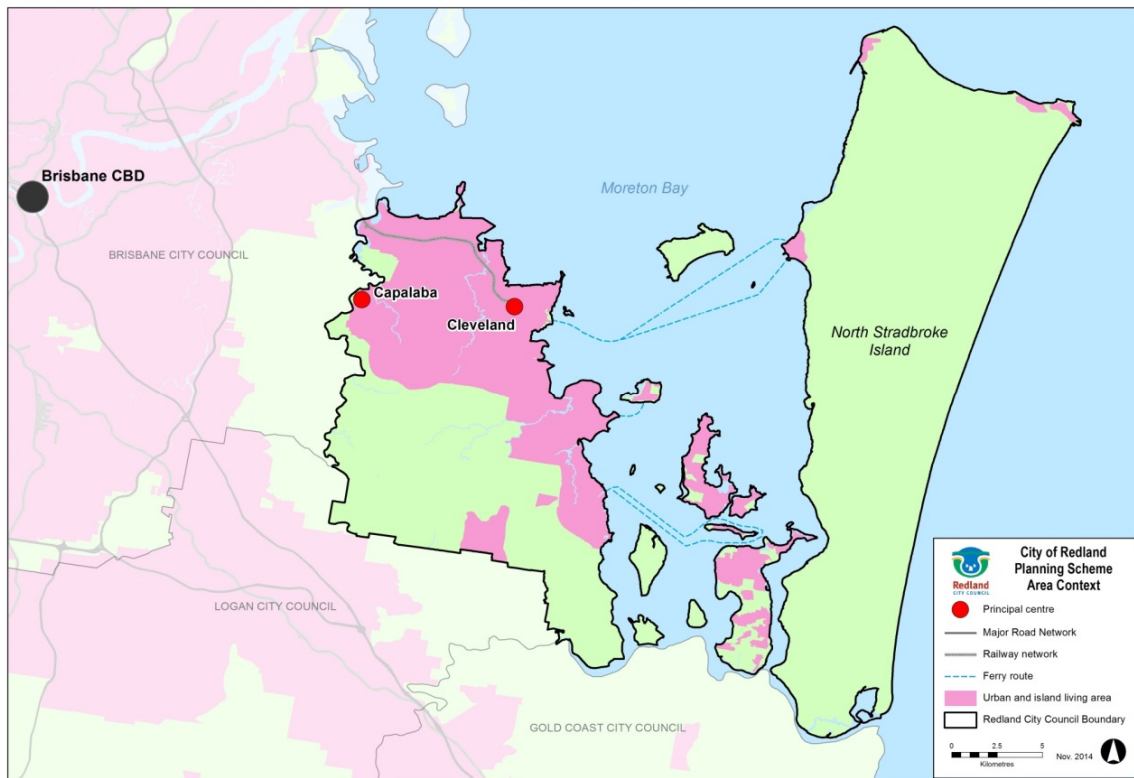 Brisbane CBD
Moreton Bay
BRISBANE CITY COUNCIL
Capalaba
Cleveland
North Stradbroke
Island
LOGAN CITY COUNCIL
GOLD COAST CITY COUNCIL
City of Redland
Planning Scheme
Area Context
Redland
CITY COUNCIL
Principal centre
Major Road Network
Railway network
Ferry route
Urban and island living area
Redland City Council Boundary
0 2.5 5
Kilometres
Nov. 2014